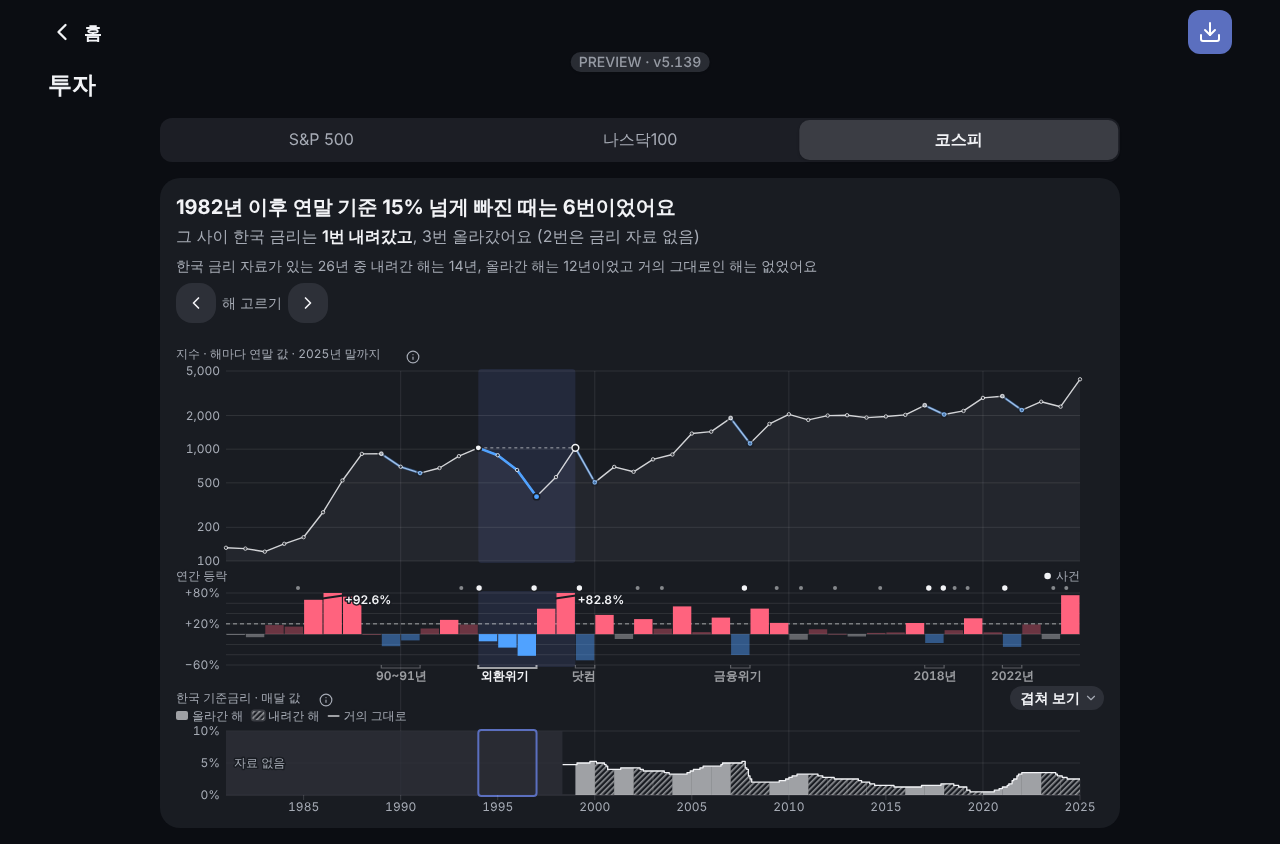 홈
PREVIEW · v5.139
투자
S&P 500
나스닥100
코스피
1982년 이후 연말 기준 15% 넘게 빠진 때는 6번이었어요
그 사이 한국 금리는 1번 내려갔고, 3번 올라갔어요 (2번은 금리 자료 없음)
한국 금리 자료가 있는 26년 중 내려간 해는 14년, 올라간 해는 12년이었고 거의 그대로인 해는 없었어요
해 고르기
지수 · 해마다 연말 값 · 2025년 말까지
5,000
2,000
1,000
500
200
100
연간 등락
사건
+80%
+92.6%
+82.8%
+20%
−60%
90~91년
외환위기
닷컴
금융위기
2018년
2022년
한국 기준금리 · 매달 값
겹쳐 보기
올라간 해
내려간 해
거의 그대로
10%
5%
자료 없음
0%
1985
1990
1995
2000
2005
2010
2015
2020
2025